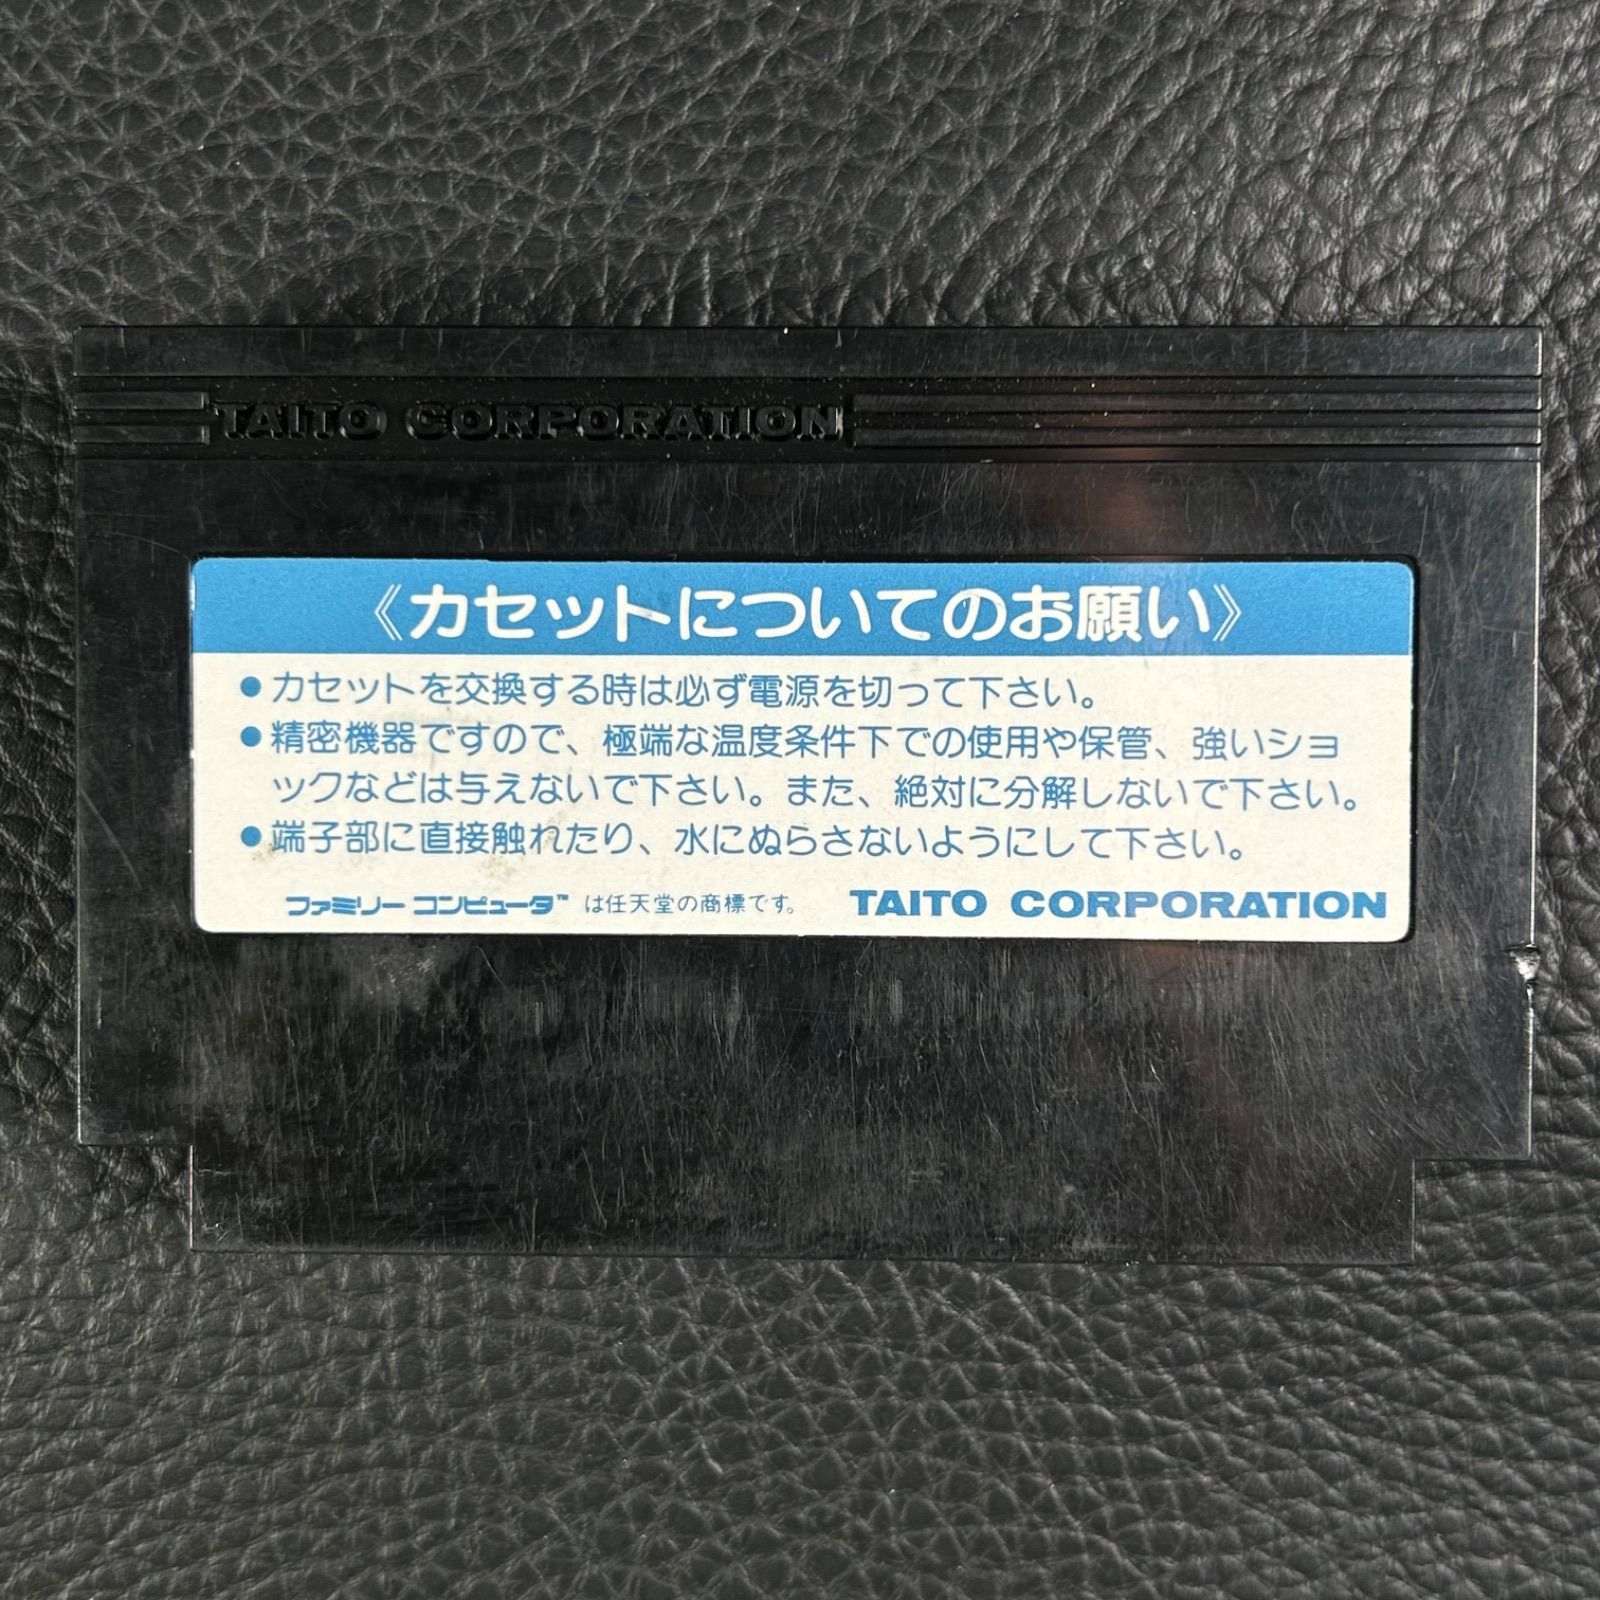 TAITO CORPORATION
《カセットについてのお願い》
●カセットを交換する時は必ず電源を切って下さい。
●精密機器ですので、極端な温度条件下での使用や保管、強いショ
ックなどは与えないで下さい。また、絶対に分解しないで下さい。
●端子部に直接触れたり、水にぬらさないようにして下さい。
ファミリーコンピュータ™ は任天堂の商標です。 TAITO CORPORATION